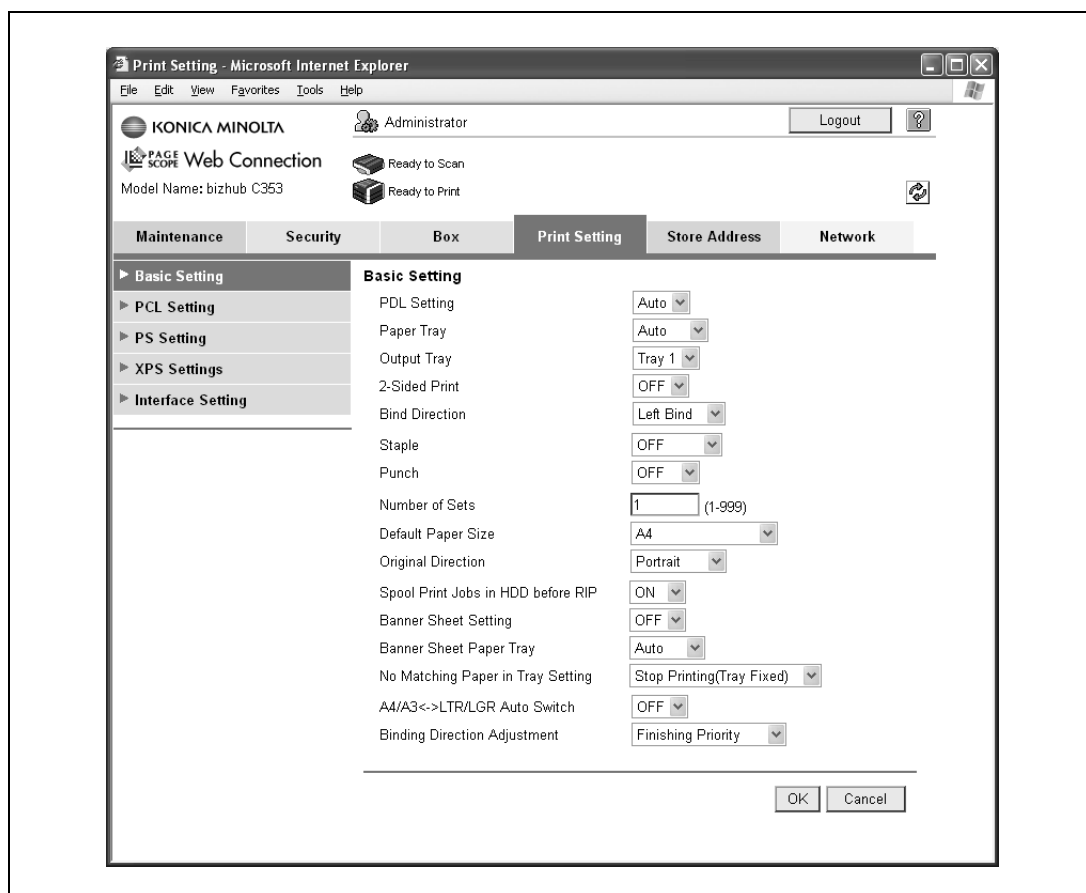 Print Setting - Microsoft Internet Explorer
File Edit View Favorites Tools Help
KONICA MINOLTA
Administrator
Logout
?
PAGE SCOPE Web Connection
Ready to Scan
Model Name: bizhub C353
Ready to Print
Maintenance Security Box Print Setting Store Address Network
Basic Setting
PCL Setting
PS Setting
XPS Settings
Interface Setting
Basic Setting
PDL Setting Auto
Paper Tray Auto
Output Tray Tray 1
2-Sided Print OFF
Bind Direction Left Bind
Staple OFF
Punch OFF
Number of Sets 1 (1-999)
Default Paper Size A4
Original Direction Portrait
Spool Print Jobs in HDD before RIP ON
Banner Sheet Setting OFF
Banner Sheet Paper Tray Auto
No Matching Paper in Tray Setting Stop Printing(Tray Fixed)
A4/A3<->LTR/LGR Auto Switch OFF
Binding Direction Adjustment Finishing Priority
OK Cancel